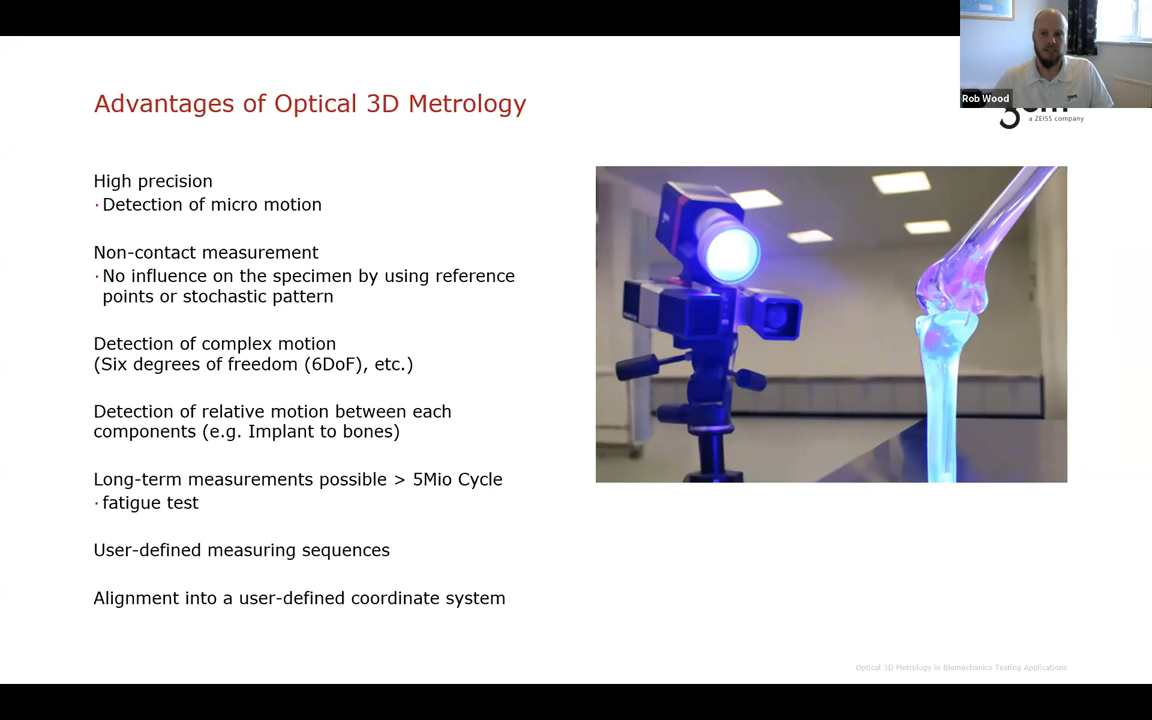 Advantages of Optical 3D Metrology
Rob Wood
a ZEISS company
High precision
· Detection of micro motion
Non-contact measurement
· No influence on the specimen by using reference
points or stochastic pattern
Detection of complex motion
(Six degrees of freedom (6DoF), etc.)
Detection of relative motion between each
components (e.g. Implant to bones)
Long-term measurements possible > 5Mio Cycle
· fatigue test
User-defined measuring sequences
Alignment into a user-defined coordinate system
Optical 3D Metrology in Biomechanics Testing Applications